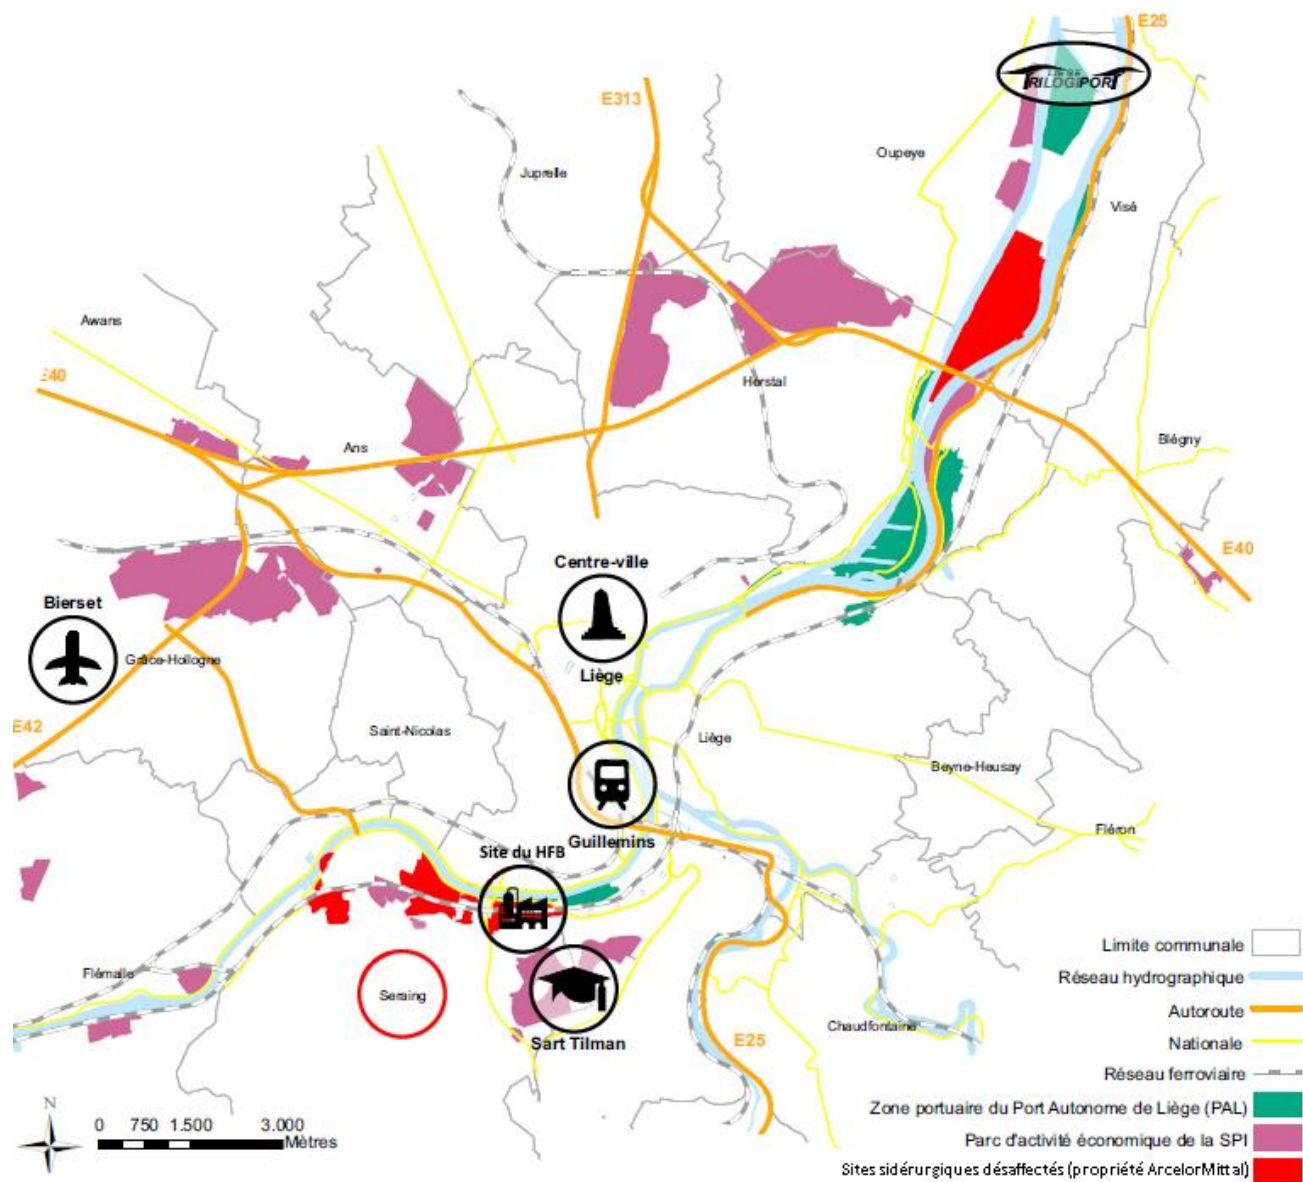 E25
LIEGE
TRILOGIPORT
E313
Oupeye
Juprelle
Visé
Awans
E40
Herstal
Ans
Blégny
E40
Centre-ville
Bierset
Grâce-Hollogne
Liège
E42
Saint-Nicolas
Liège
Beyne-Heusay
Fléron
Guillemins
Site du HFB
Flémalle
Seraing
Sart Tilman
E25
Chaudfontaine
Limite communale
Réseau hydrographique
Autoroute
Nationale
Réseau ferroviaire
Zone portuaire du Port Autonome de Liège (PAL)
Parc d'activité économique de la SPI
Sites sidérurgiques désaffectés (propriété ArcelorMittal)
N
0 750 1.500 3.000
Mètres